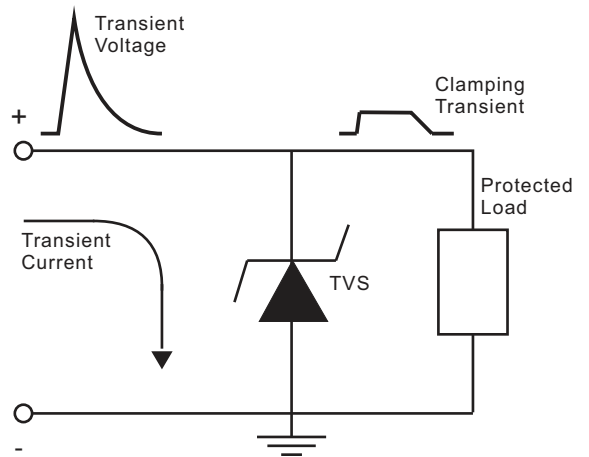 Transient
Voltage
Clamping
Transient
+
Protected
Load
Transient
Current
TVS
-